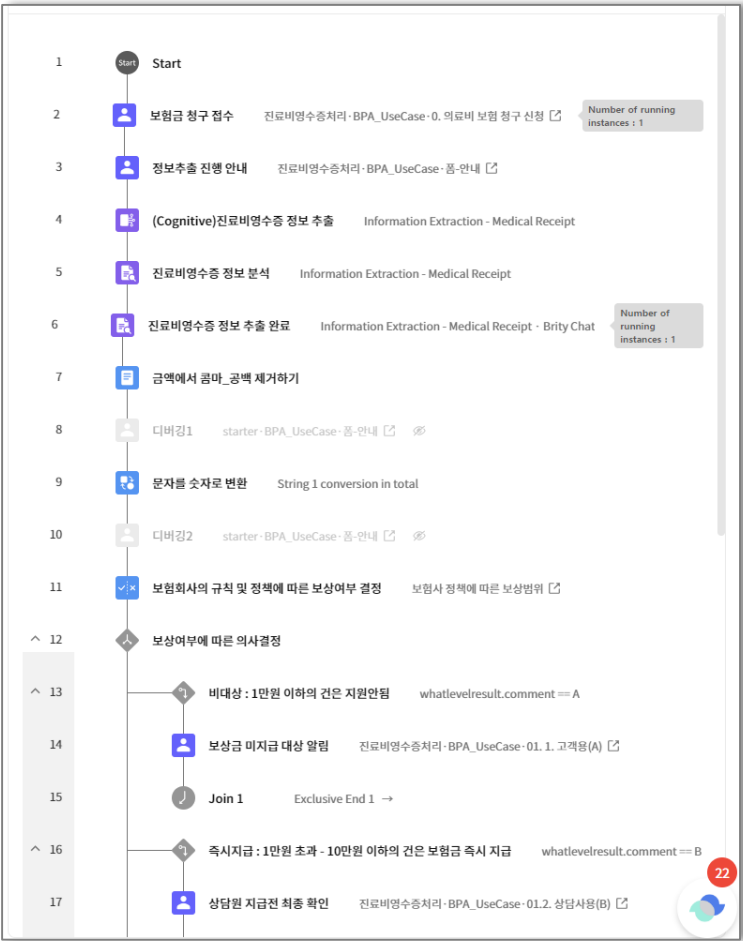 1 Start Start
2 보험금 청구 접수 진료비영수증처리·BPA_UseCase·0. 의료비 보험 청구 신청 Number of running instances : 1
3 정보추출 진행 안내 진료비영수증처리·BPA_UseCase·폼-안내
4 (Cognitive)진료비영수증 정보 추출 Information Extraction - Medical Receipt
5 진료비영수증 정보 분석 Information Extraction - Medical Receipt
6 진료비영수증 정보 추출 완료 Information Extraction - Medical Receipt · Brity Chat Number of running instances : 1
7 금액에서 콤마_공백 제거하기
8 디버깅1 starter·BPA_UseCase·폼-안내
9 문자를 숫자로 변환 String 1 conversion in total
10 디버깅2 starter·BPA_UseCase·폼-안내
11 보험회사의 규칙 및 정책에 따른 보상여부 결정 보험사 정책에 따른 보상범위
12 보상여부에 따른 의사결정
13 비대상 : 1만원 이하의 건은 지원안됨 whatlevelresult.comment == A
14 보상금 미지급 대상 알림 진료비영수증처리·BPA_UseCase·01. 1. 고객용(A)
15 Join 1 Exclusive End 1 →
16 즉시지급 : 1만원 초과 - 10만원 이하의 건은 보험금 즉시 지급 whatlevelresult.comment == B
22
17 상담원 지급전 최종 확인 진료비영수증처리·BPA_UseCase·01.2. 상담사용(B)